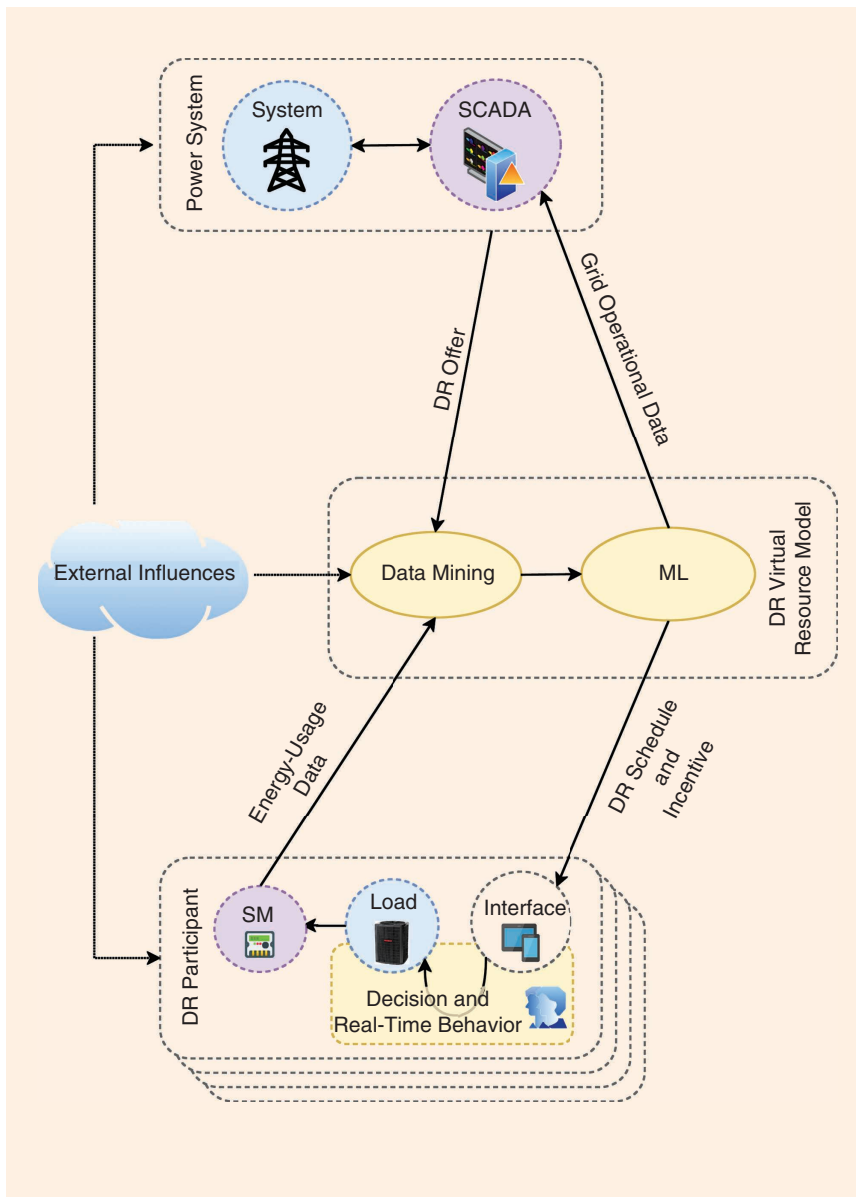 Power System
System
SCADA
DR Offer
Grid Operational Data
External Influences
Data Mining
ML
DR Virtual
Resource Model
Energy-Usage
Data
DR Schedule
and
Incentive
DR Participant
SM
Load
Interface
Decision and
Real-Time Behavior